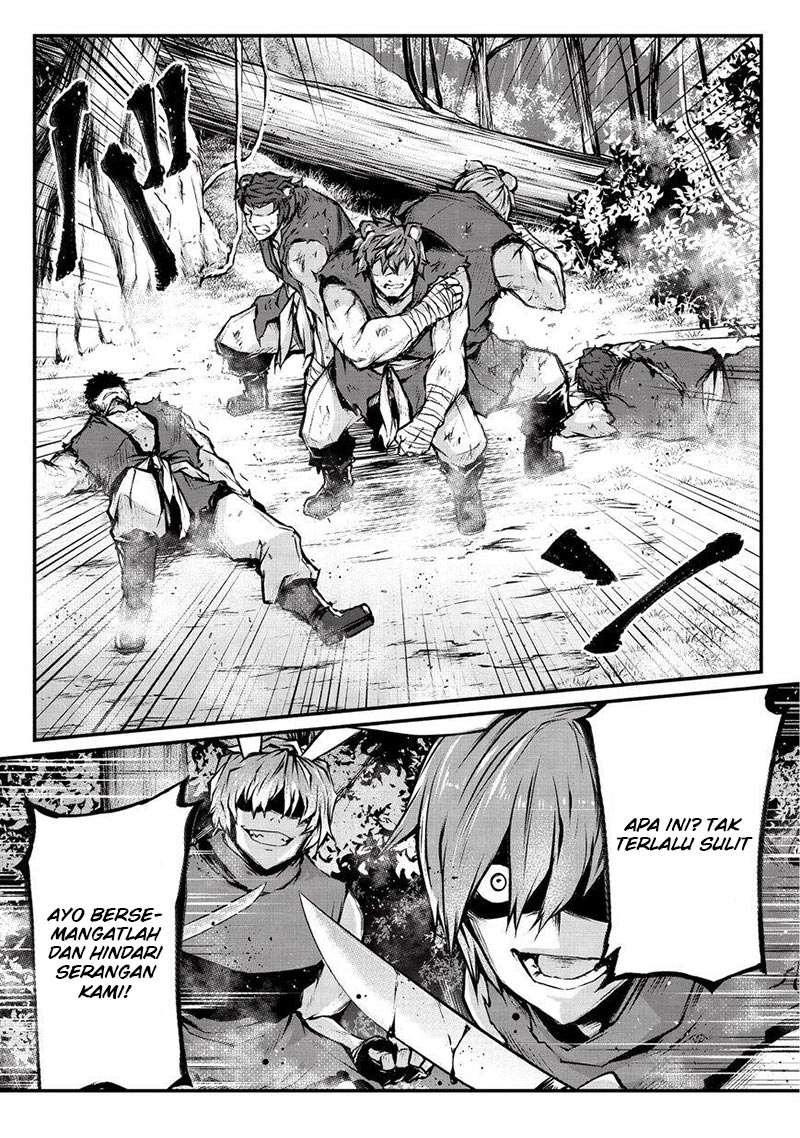 APA INI? TAK
TERLALU SULIT
AYO BERSE-
MANGATLAH
DAN HINDARI
SERANGAN
KAMI!